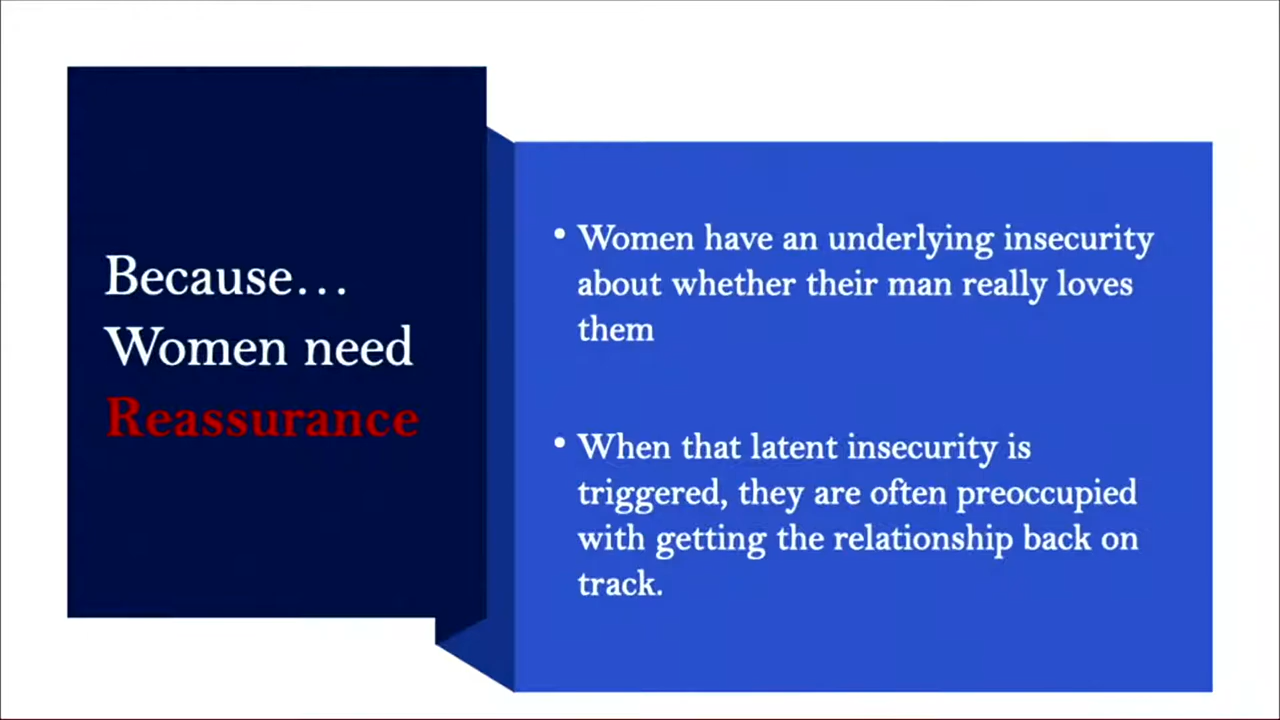 Because…
Women need
Reassurance
• Women have an underlying insecurity
about whether their man really loves
them
• When that latent insecurity is
triggered, they are often preoccupied
with getting the relationship back on
track.